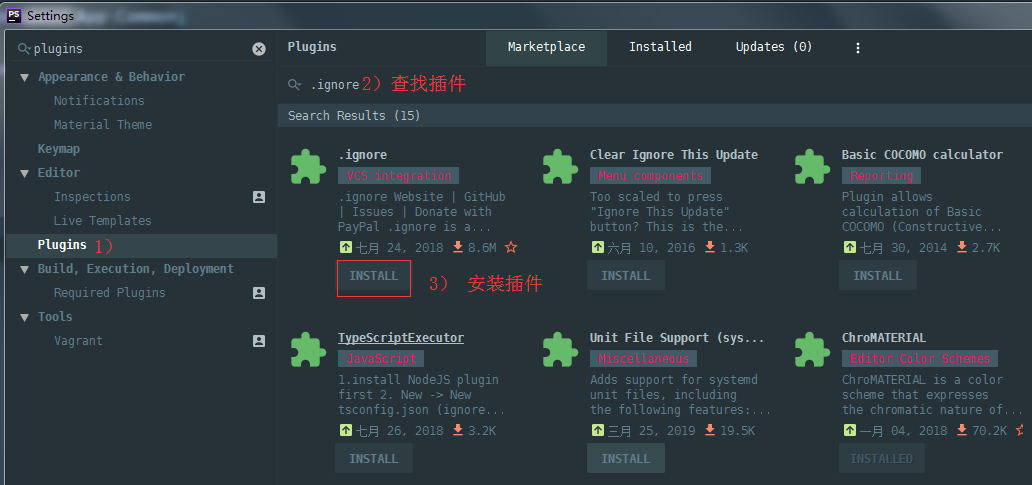 PS Settings
plugins
Appearance & Behavior
Notifications
Material Theme
Keymap
Editor
Inspections
Live Templates
Plugins 1)
Build, Execution, Deployment
Required Plugins
Tools
Vagrant
Plugins Marketplace Installed Updates (0)
.ignore 2) 查找插件
Search Results (15)
.ignore
VCS integration
.ignore Website | GitHub
| Issues | Donate with
PayPal .ignore is a...
七月 24, 2018 8.6M
INSTALL 3) 安装插件
Clear Ignore This Update
Menu components
Too scaled to press
"Ignore This Update"
button? This is the...
六月 10, 2016 1.3K
INSTALL
Basic COCOMO calculator
Reporting
Plugin allows
calculation of Basic
COCOMO (Constructive...
七月 30, 2014 2.7K
INSTALL
TypeScriptExecutor
JavaScript
1.install NodeJS plugin
first 2. New -> New
tsconfig.json (ignore...
七月 26, 2018 3.2K
INSTALL
Unit File Support (sys...
Miscellaneous
Adds support for systemd
unit files, including
the following features:...
三月 25, 2019 19.5K
INSTALL
ChroMATERIAL
Editor Color Schemes
ChroMATERIAL is a color
scheme that expresses
the chromatic nature of...
一月 04, 2018 70.2K
INSTALLED